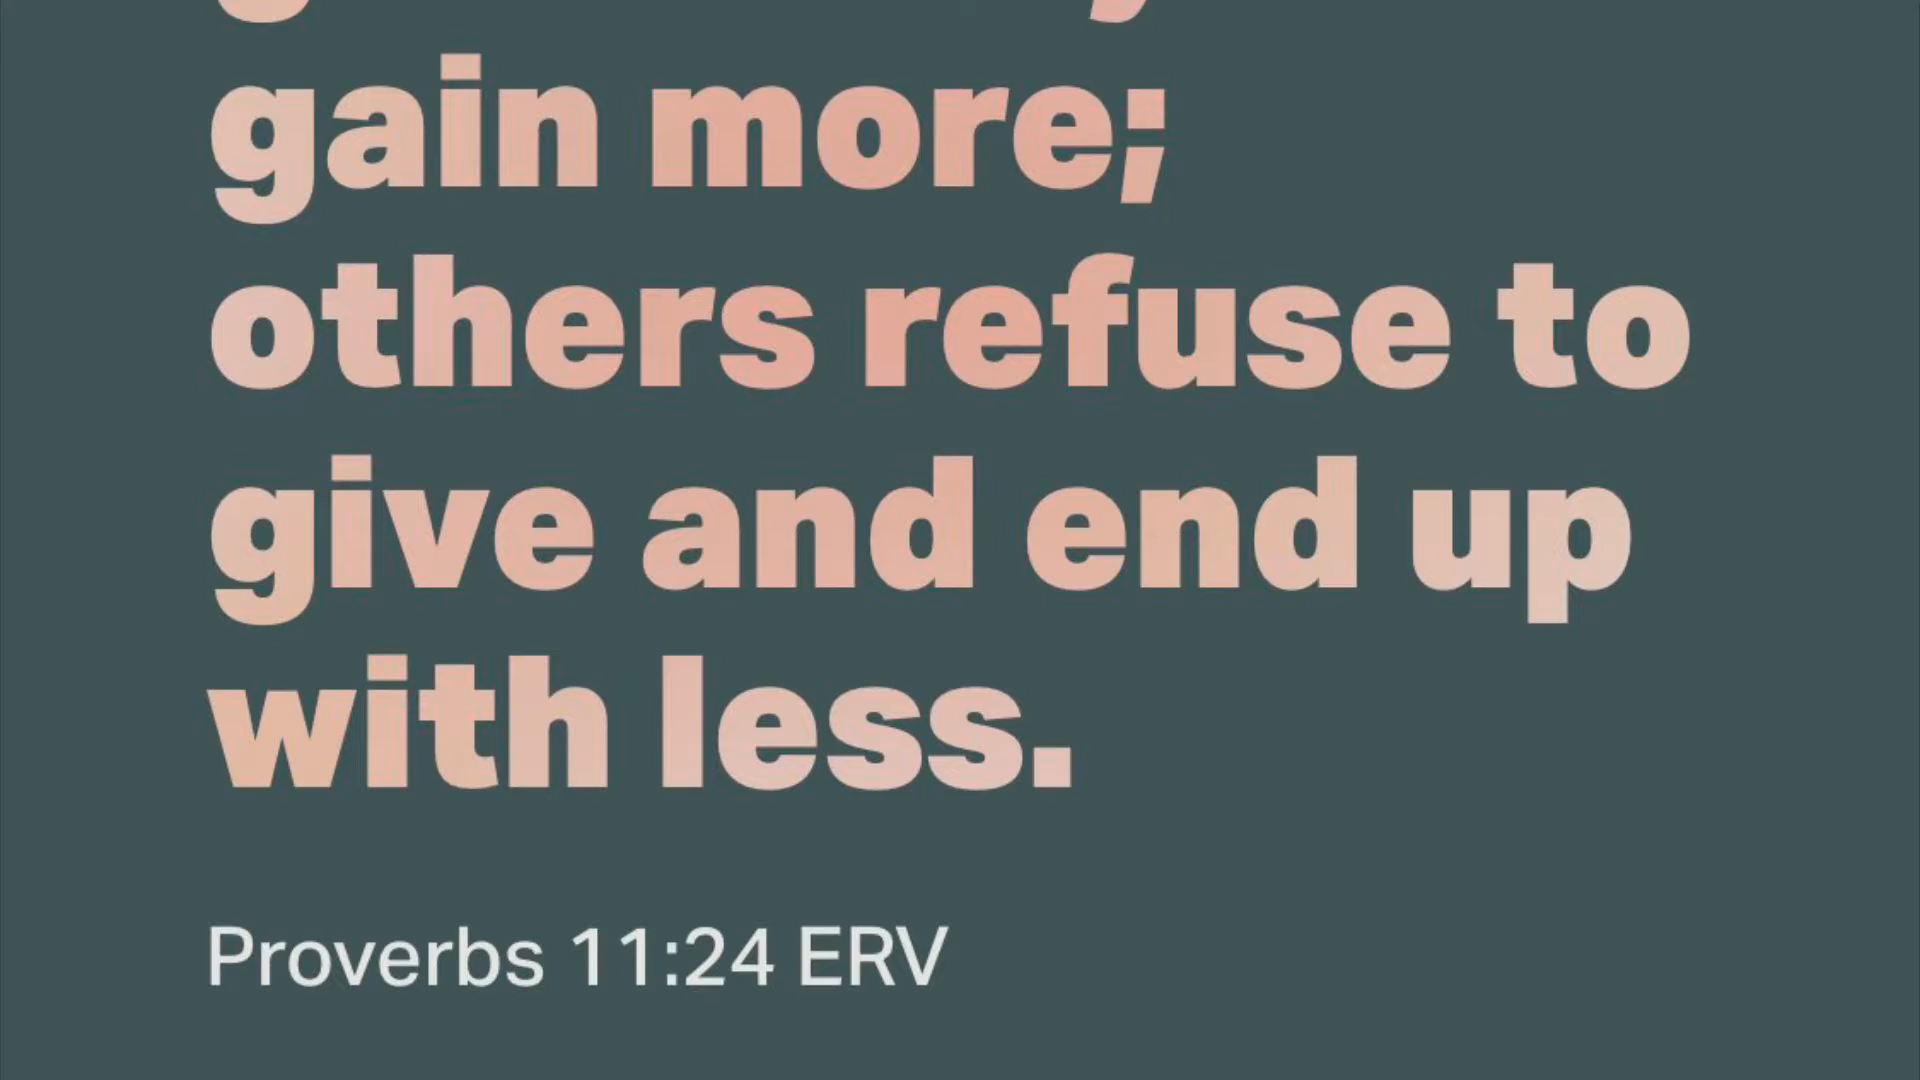 gain more;
others refuse to
give and end up
with less.
Proverbs 11:24 ERV